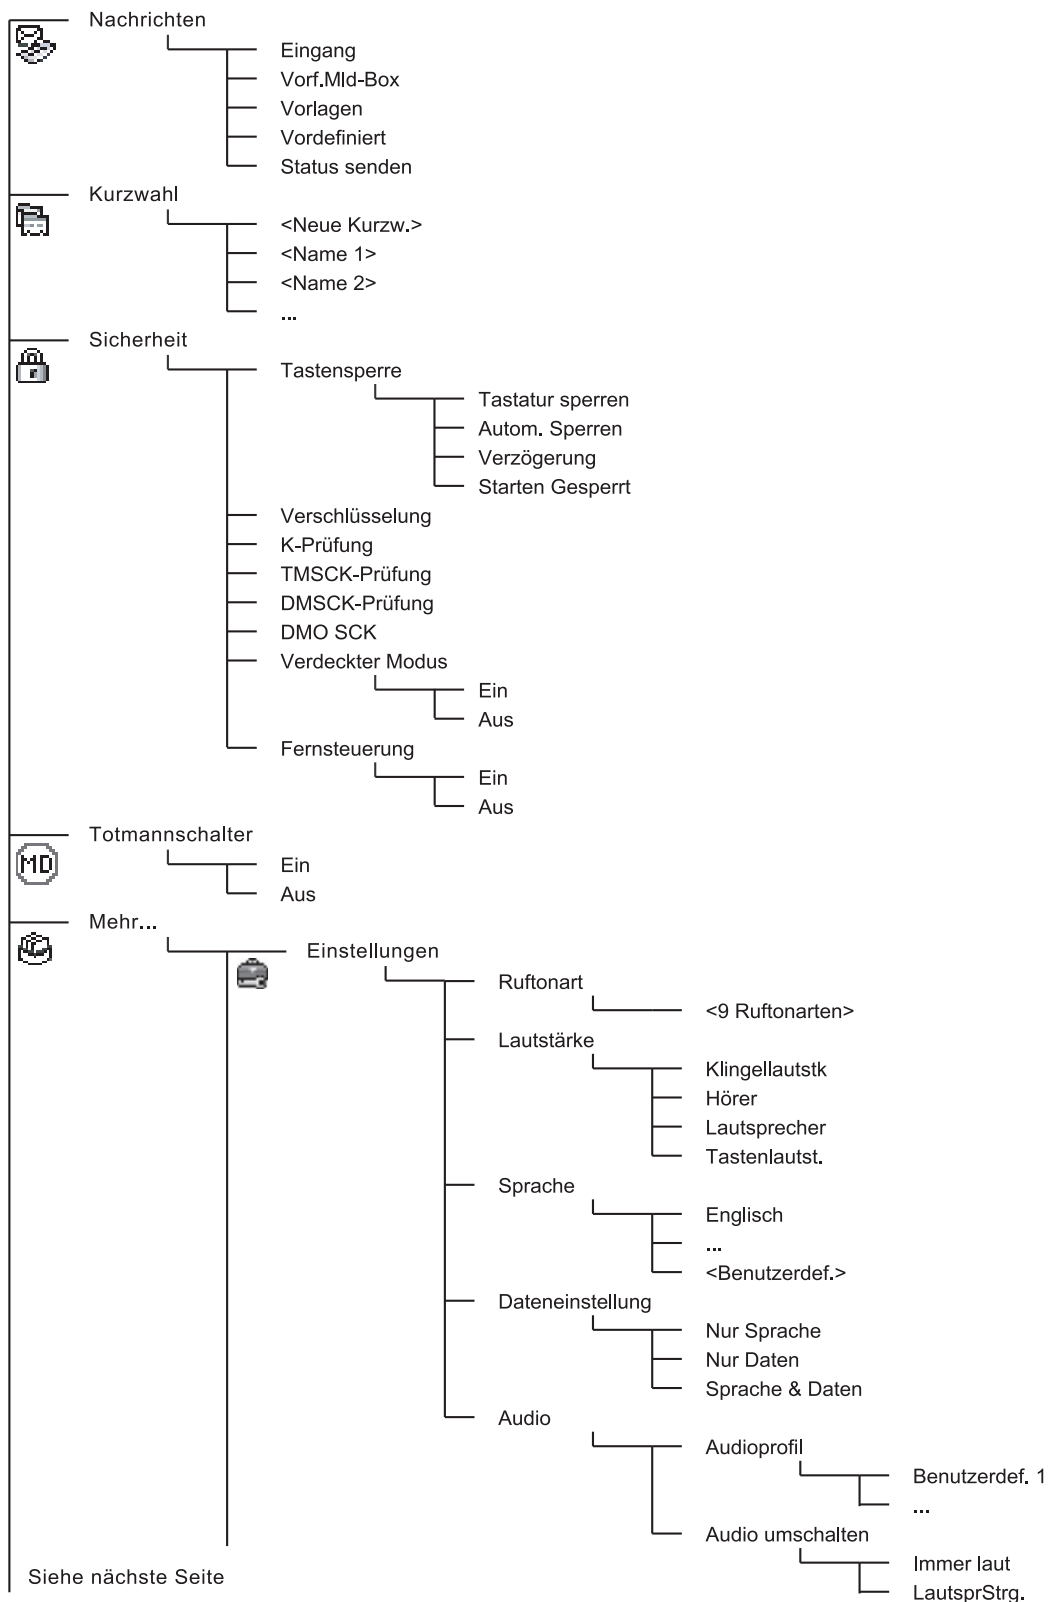 Nachrichten
Eingang
Vorf.Mld-Box
Vorlagen
Vordefiniert
Status senden
Kurzwahl
<Neue Kurzw.>
<Name 1>
<Name 2>
...
Sicherheit
Tastensperre
Tastatur sperren
Autom. Sperren
Verzögerung
Starten Gesperrt
Verschlüsselung
K-Prüfung
TMSCK-Prüfung
DMSCK-Prüfung
DMO SCK
Verdeckter Modus
Ein
Aus
Fernsteuerung
Ein
Aus
Totmannschalter
MD
Ein
Aus
Mehr...
Einstellungen
Ruftonart
<9 Ruftonarten>
Lautstärke
Klingellautstk
Hörer
Lautsprecher
Tastenlautst.
Sprache
Englisch
...
<Benutzerdef.>
Dateneinstellung
Nur Sprache
Nur Daten
Sprache & Daten
Audio
Audioprofil
Benutzerdef. 1
...
Audio umschalten
Immer laut
LautsprStrg.
Siehe nächste Seite